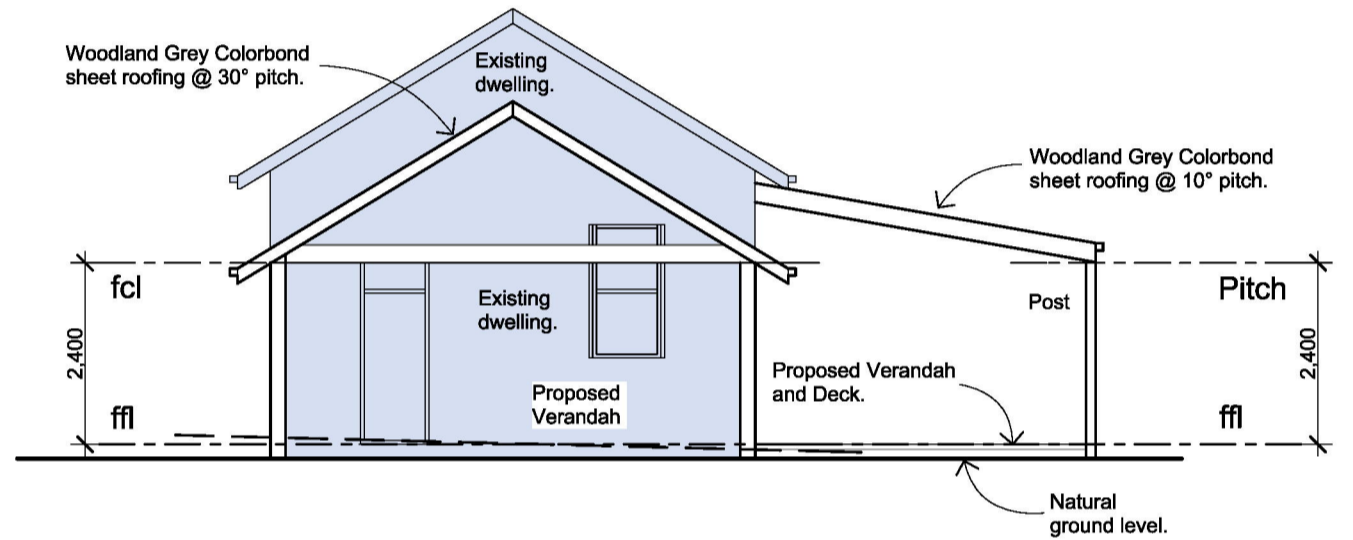 Woodland Grey Colorbond
sheet roofing @ 30° pitch.
Existing
dwelling.
Woodland Grey Colorbond
sheet roofing @ 10° pitch.
fcl
Pitch
Existing
dwelling.
Post
2,400
2,400
Proposed Verandah
and Deck.
Proposed
Verandah
ffl
ffl
Natural
ground level.